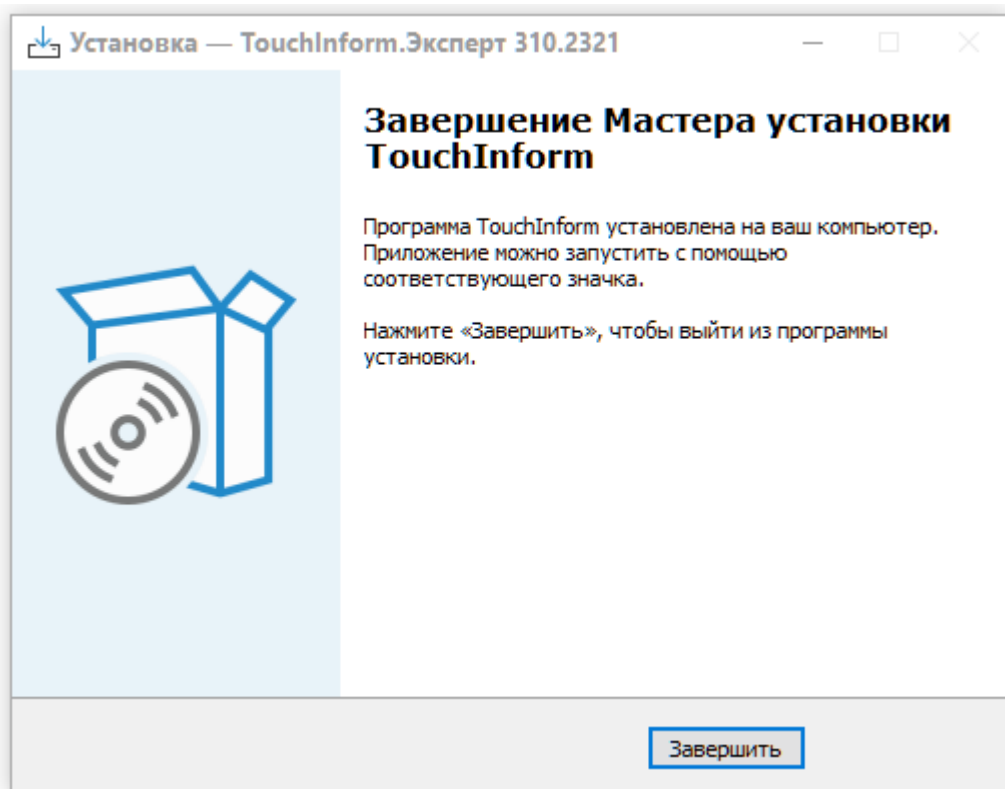 Установка — TouchInform.Эксперт 310.2321
Завершение Мастера установки
TouchInform
Программа TouchInform установлена на ваш компьютер.
Приложение можно запустить с помощью
соответствующего значка.
Нажмите «Завершить», чтобы выйти из программы
установки.
Завершить